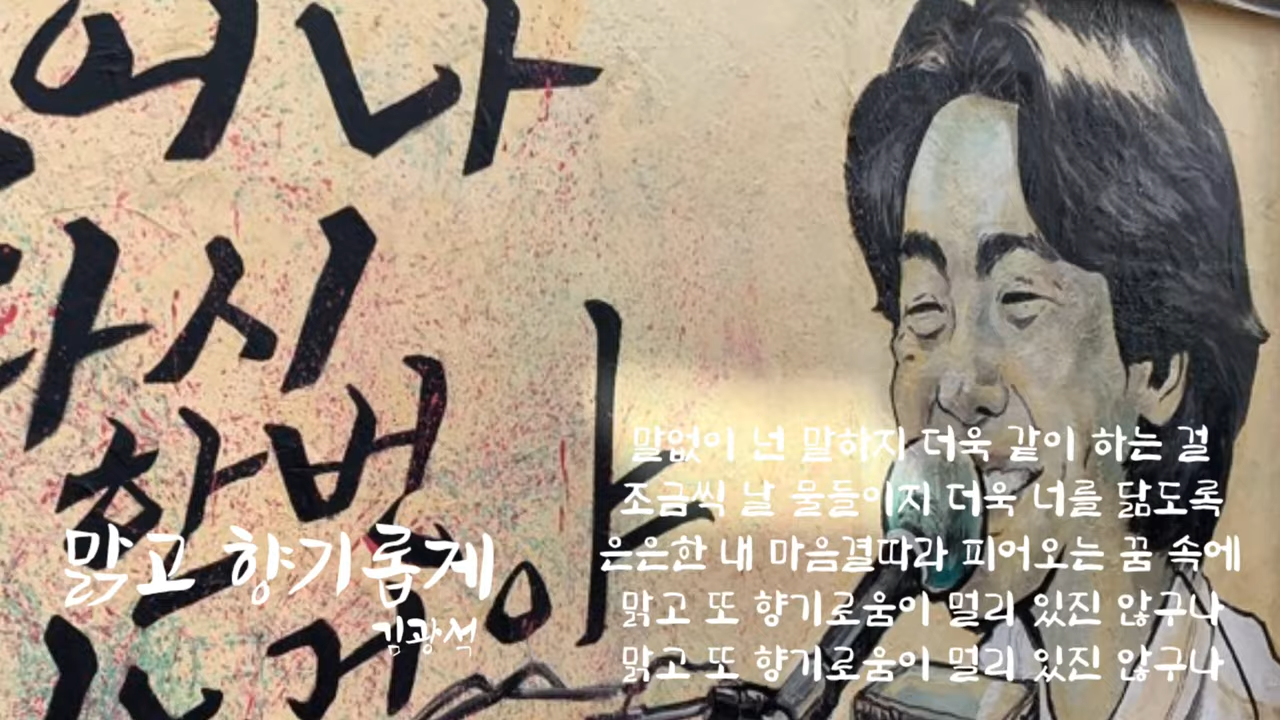 어나
다시
한번
야
맑고 향기롭게
김광석
말없이 넌 말하지 더욱 같이 하는 걸
조금씩 날 물들이지 더욱 너를 닮도록
은은한 내 마음결따라 피어오는 꿈 속에
맑고 또 향기로움이 멀리 있진 않구나
맑고 또 향기로움이 멀리 있진 않구나